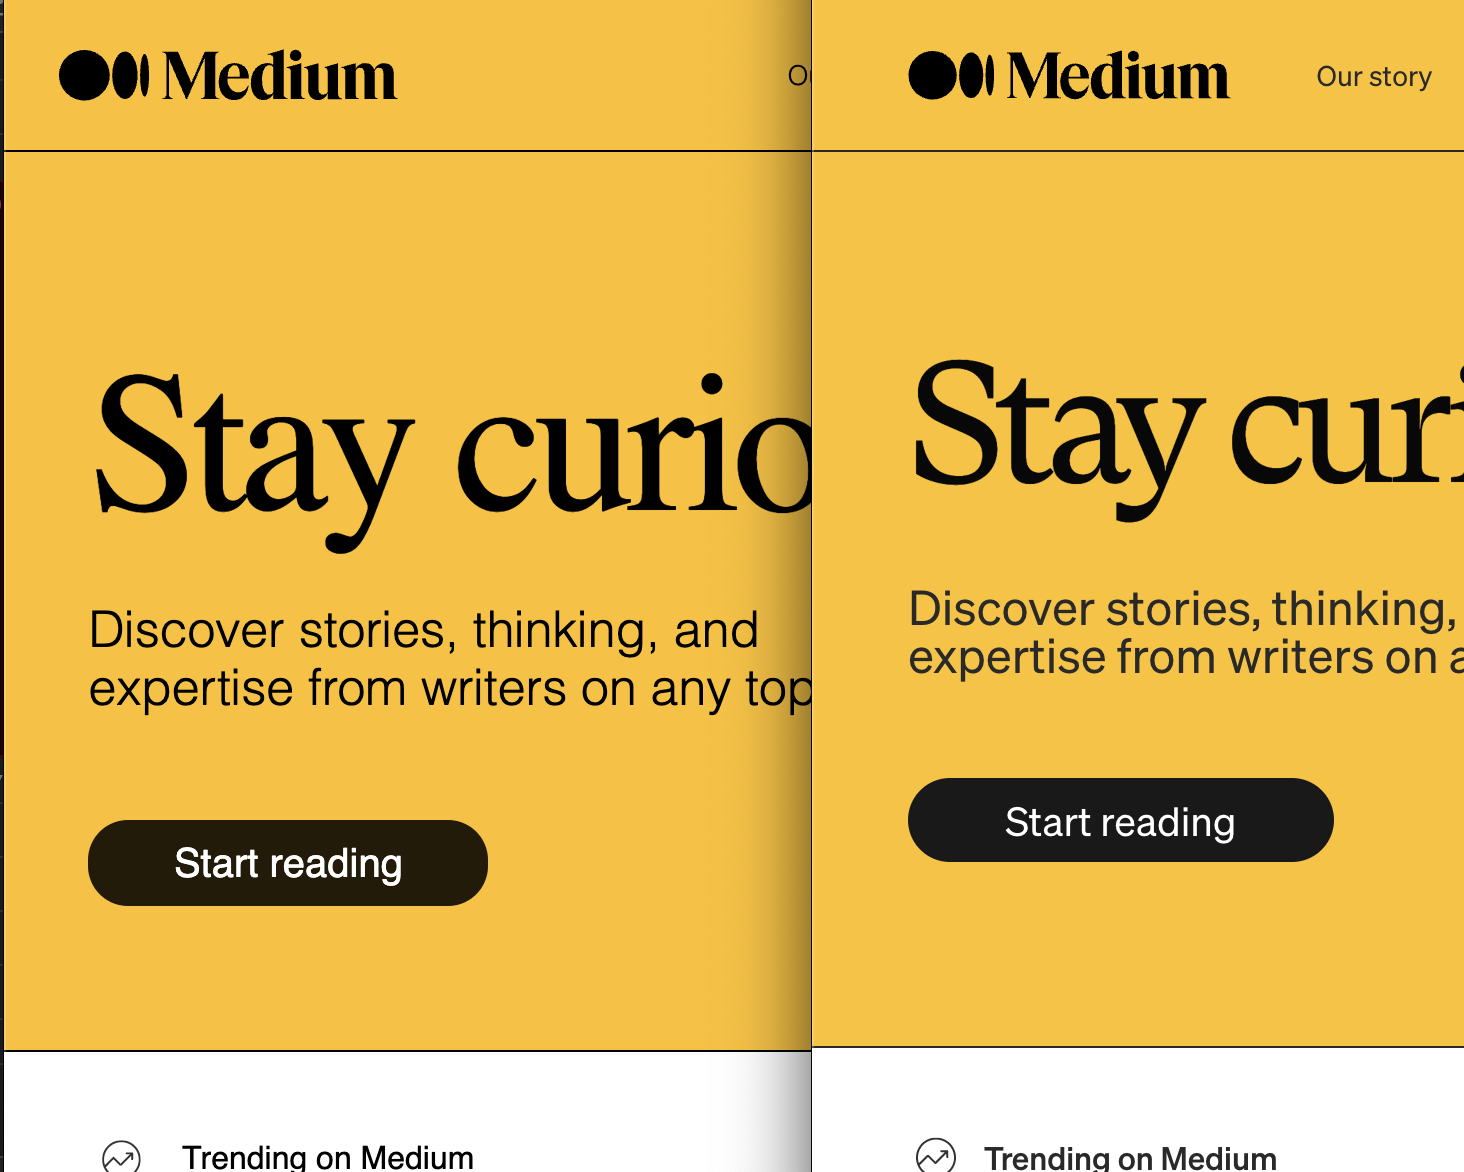 Medium
Stay curio
Discover stories, thinking, and
expertise from writers on any top
Start reading
Trending on Medium
Medium
Our story
Stay curi
Discover stories, thinking,
expertise from writers on a
Start reading
Trending on Medium